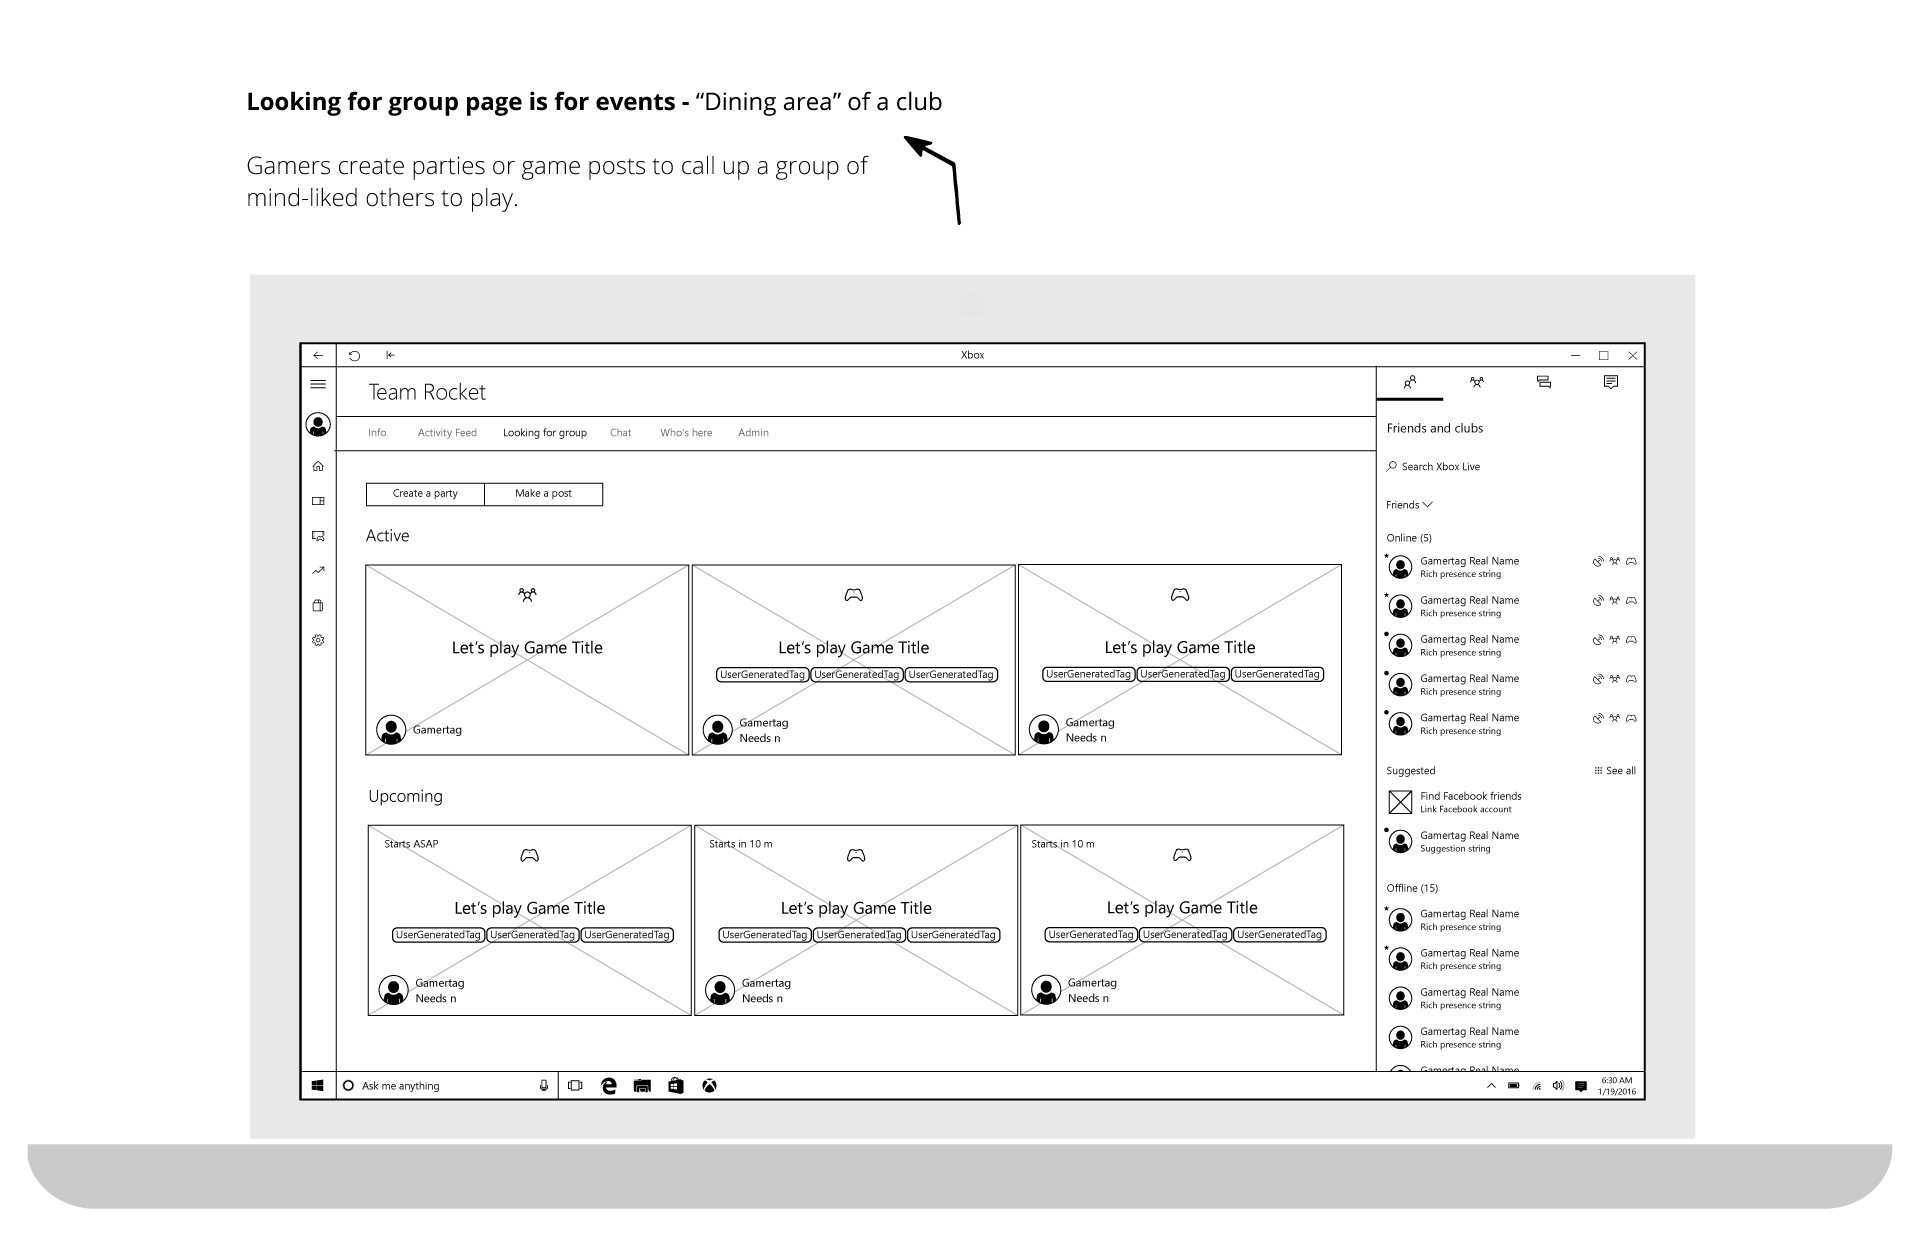 Looking for group page is for events - “Dining area” of a club
Gamers create parties or game posts to call up a group of
mind-liked others to play.
Xbox
Team Rocket
Info Activity Feed Looking for group Chat Who's here Admin
Create a party Make a post
Active
Let's play Game Title
Gamertag
Let's play Game Title
UserGeneratedTag UserGeneratedTag UserGeneratedTag
Gamertag
Needs n
Let's play Game Title
UserGeneratedTag UserGeneratedTag UserGeneratedTag
Gamertag
Needs n
Upcoming
Starts ASAP
Let's play Game Title
UserGeneratedTag UserGeneratedTag UserGeneratedTag
Gamertag
Needs n
Starts in 10 m
Let's play Game Title
UserGeneratedTag UserGeneratedTag UserGeneratedTag
Gamertag
Needs n
Starts in 10 m
Let's play Game Title
UserGeneratedTag UserGeneratedTag UserGeneratedTag
Gamertag
Needs n
Friends and clubs
Search Xbox Live
Friends
Online (5)
Gamertag Real Name
Rich presence string
Gamertag Real Name
Rich presence string
Gamertag Real Name
Rich presence string
Gamertag Real Name
Rich presence string
Gamertag Real Name
Rich presence string
Suggested See all
Find Facebook friends
Link Facebook account
Gamertag Real Name
Suggestion string
Offline (15)
Gamertag Real Name
Rich presence string
Gamertag Real Name
Rich presence string
Gamertag Real Name
Rich presence string
Gamertag Real Name
Rich presence string
Gamertag Real Name
Ask me anything
6:30 AM
1/19/2016